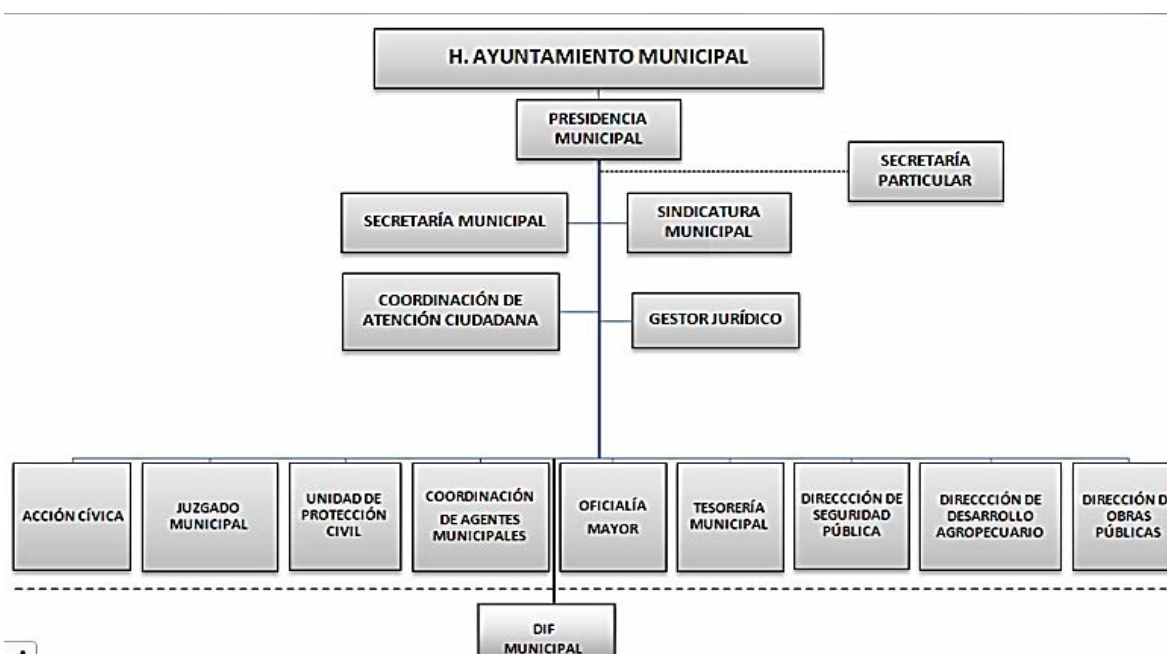 H. AYUNTAMIENTO MUNICIPAL
PRESIDENCIA
MUNICIPAL
SECRETARÍA
PARTICULAR
SECRETARÍA MUNICIPAL
SINDICATURA
MUNICIPAL
COORDINACIÓN DE
ATENCIÓN CIUDADANA
GESTOR JURÍDICO
ACCIÓN CÍVICA
JUZGADO
MUNICIPAL
UNIDAD DE
PROTECCIÓN
CIVIL
COORDINACIÓN
DE AGENTES
MUNICIPALES
OFICIALÍA
MAYOR
TESORERÍA
MUNICIPAL
DIRECCCIÓN DE
SEGURIDAD
PÚBLICA
DIRECCCIÓN DE
DESARROLLO
AGROPECUARIO
DIRECCIÓN D
OBRAS
PÚBLICAS
DIF
MUNICIPAL